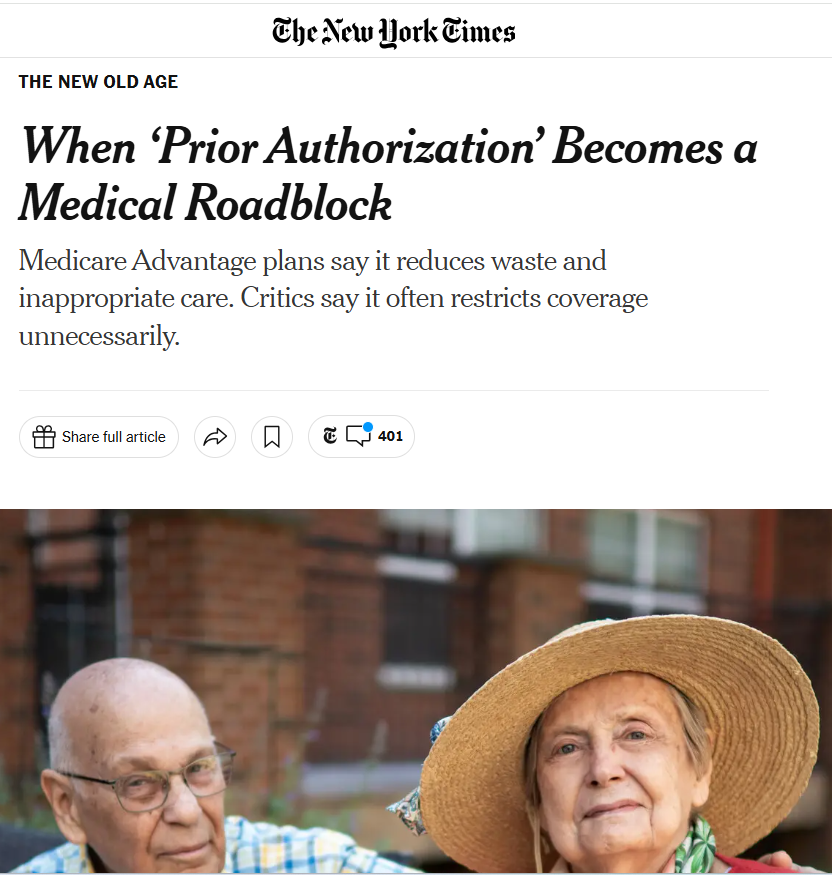 The New York Times
THE NEW OLD AGE
When ‘Prior Authorization’ Becomes a
Medical Roadblock
Medicare Advantage plans say it reduces waste and
inappropriate care. Critics say it often restricts coverage
unnecessarily.
Share full article
T 401